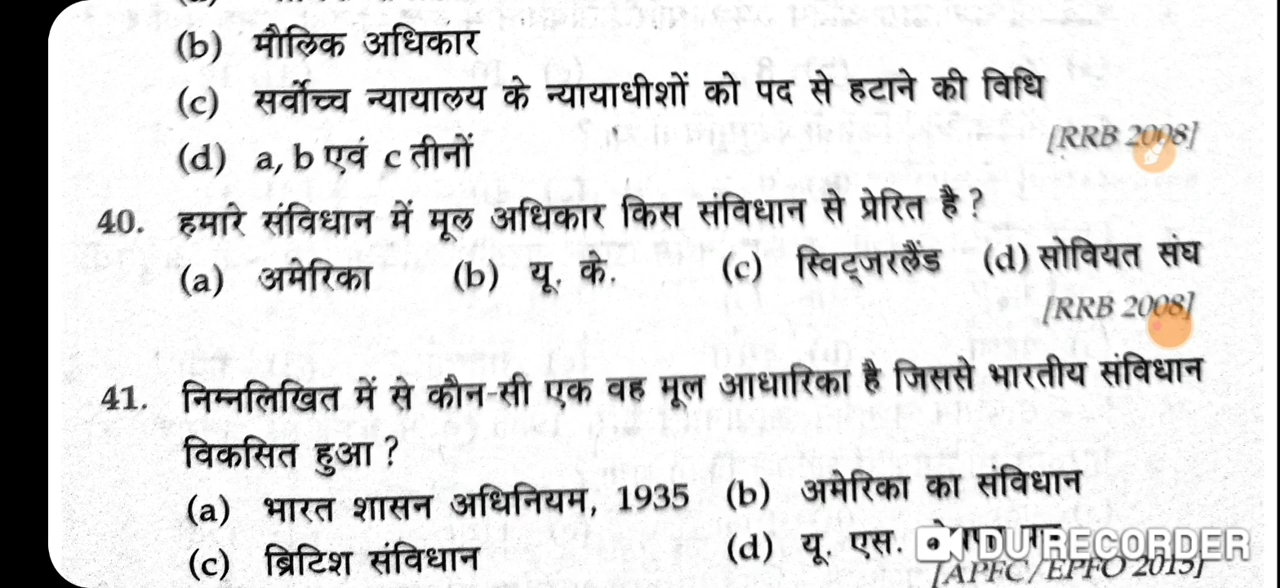 (b) मौलिक अधिकार
(c) सर्वोच्च न्यायालय के न्यायाधीशों को पद से हटाने की विधि
(d) a, b एवं c तीनों
[RRB 2008]
40. हमारे संविधान में मूल अधिकार किस संविधान से प्रेरित है ?
(a) अमेरिका (b) यू. के. (c) स्विट्जरलैंड (d) सोवियत संघ
[RRB 2008]
41. निम्नलिखित में से कौन-सी एक वह मूल आधारिका है जिससे भारतीय संविधान
विकसित हुआ ?
(a) भारत शासन अधिनियम, 1935 (b) अमेरिका का संविधान
(c) ब्रिटिश संविधान (d) यू. एस.
DU RECORDER
[APFC/EPFO 2015]